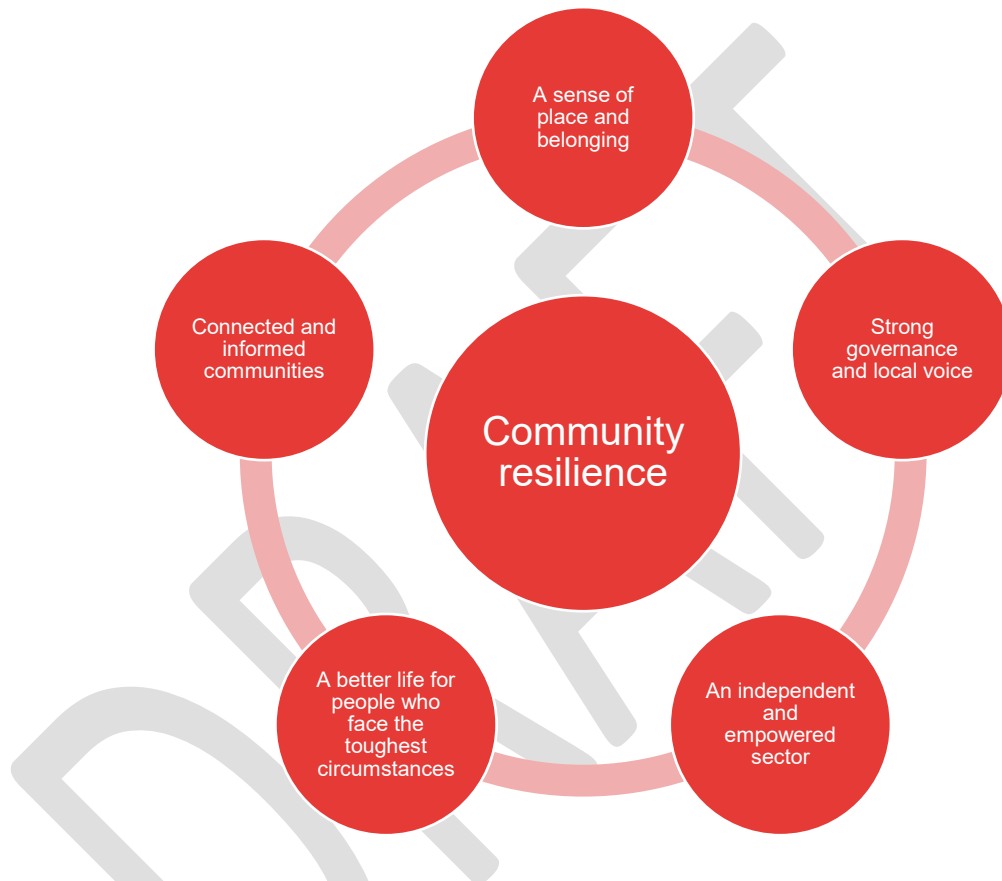 A sense of
place and
belonging
Strong
governance
and local voice
An independent
and
empowered
sector
A better life for
people who
face the
toughest
circumstances
Connected and
informed
communities
Community
resilience
DRAFT